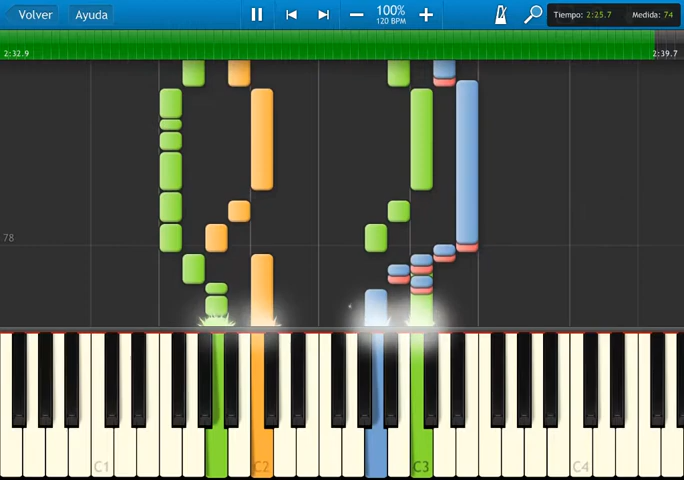 Volver Ayuda 100% Tiempo: 2:25.7 Medida: 74
120 BPM
2:32.9 2:39.7
78
C1 C2 C3 C4